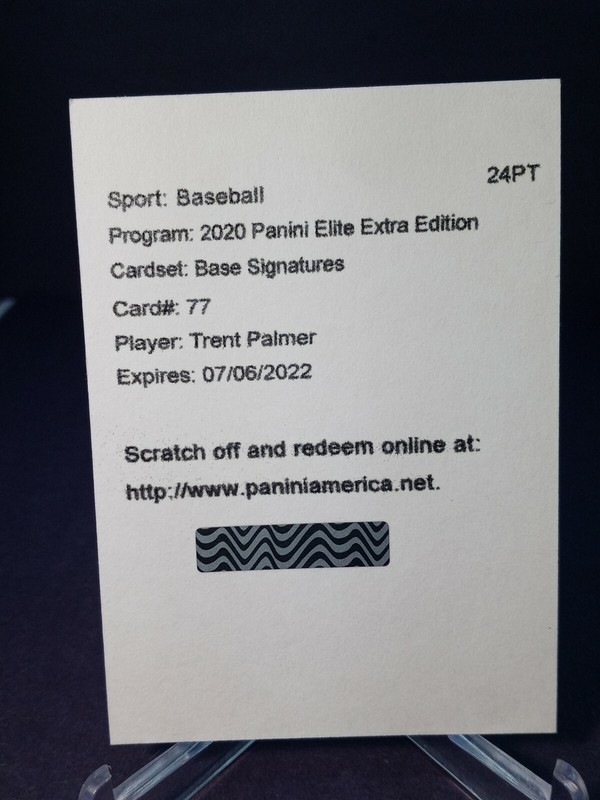 24PT
Sport: Baseball
Program: 2020 Panini Elite Extra Edition
Cardset: Base Signatures
Card#: 77
Player: Trent Palmer
Expires: 07/06/2022
Scratch off and redeem online at:
http://www.paniniamerica.net.